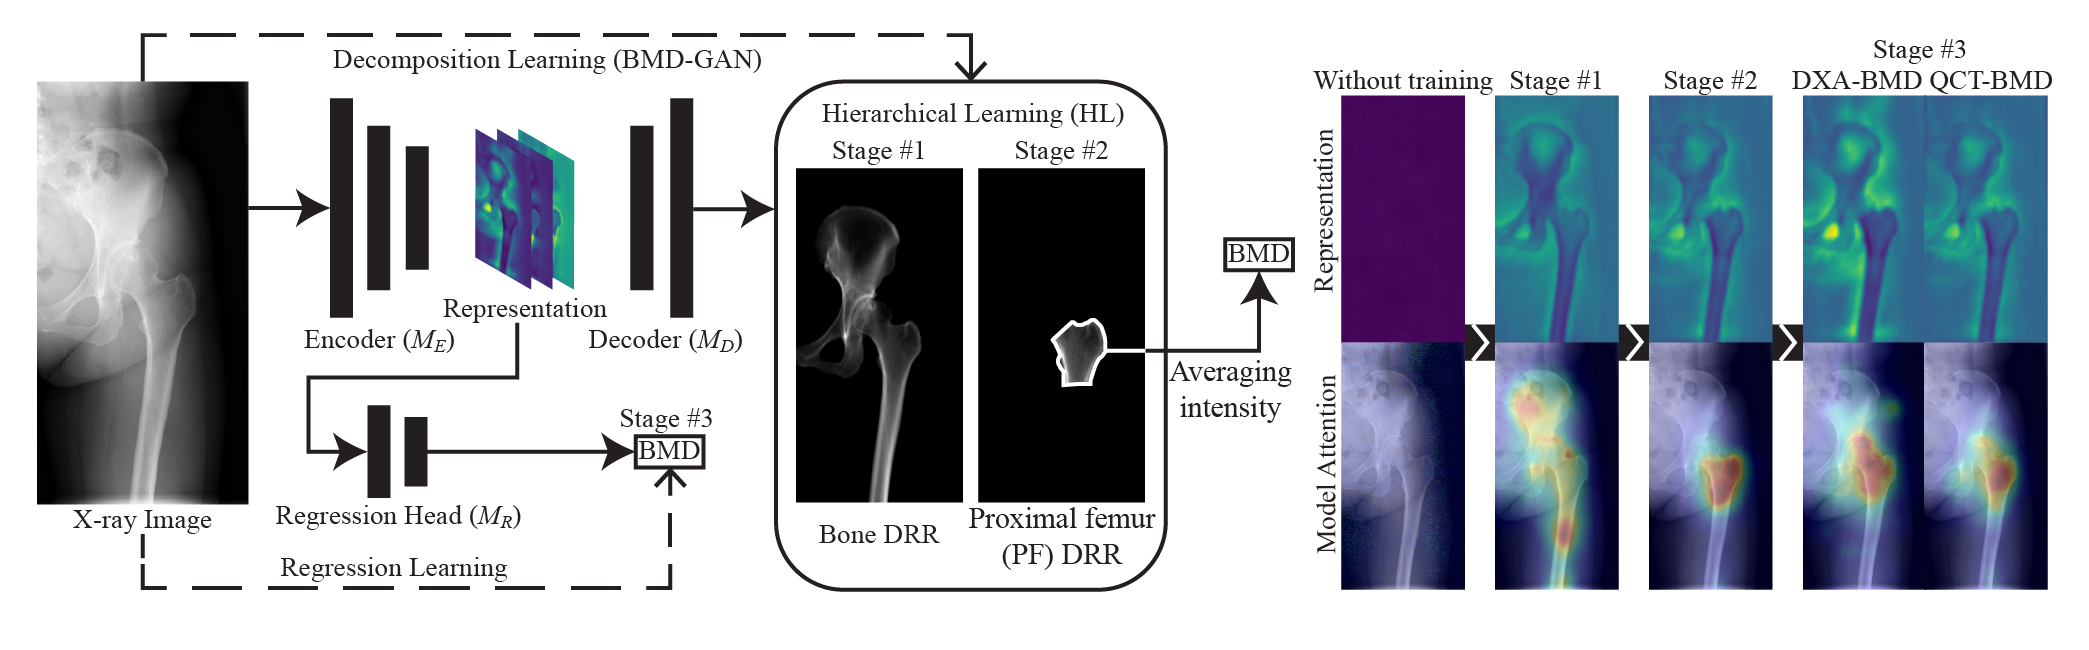 Decomposition Learning (BMD-GAN)
Encoder (M_E)
Representation
Decoder (M_D)
X-ray Image
Regression Head (M_R)
Stage #3
BMD
Regression Learning
Hierarchical Learning (HL)
Stage #1
Stage #2
Bone DRR
Proximal femur
(PF) DRR
BMD
Averaging
intensity
Stage #3
Without training
Stage #1
Stage #2
DXA-BMD
QCT-BMD
Representation
Model Attention